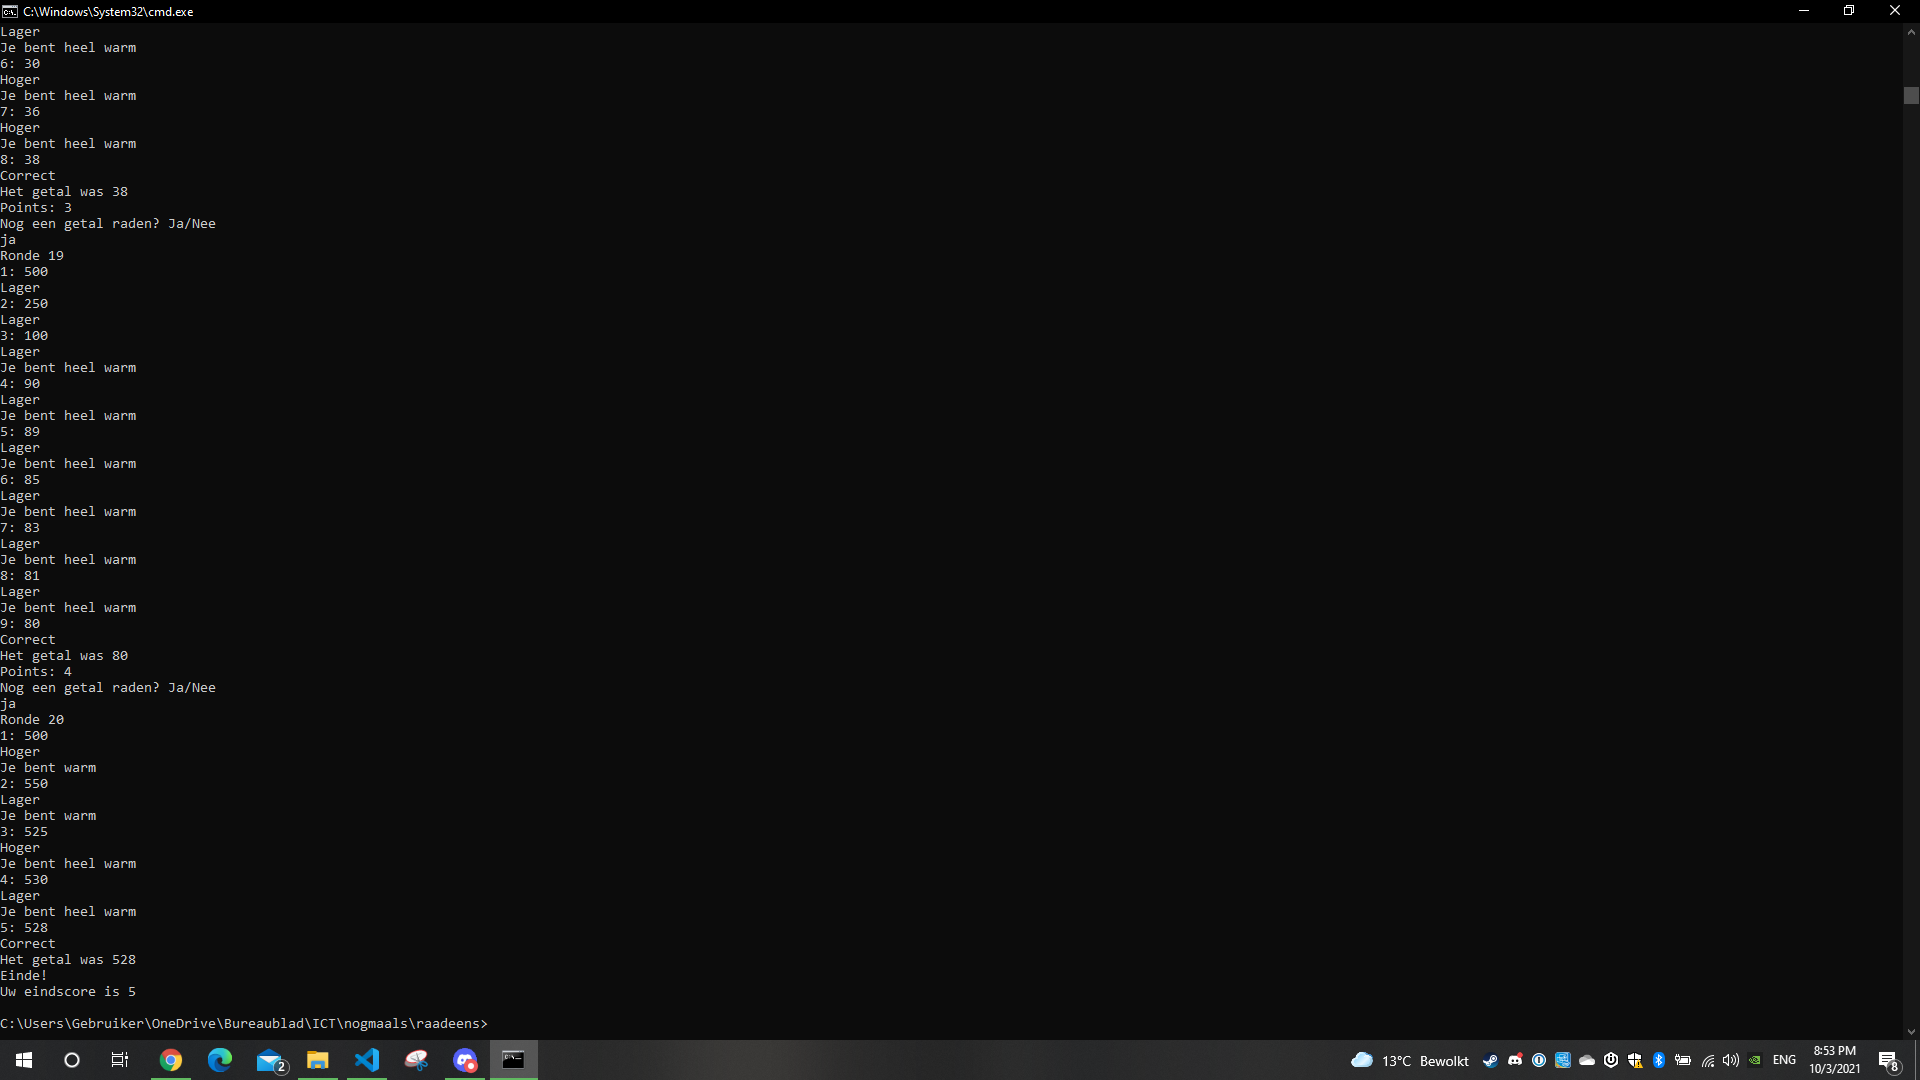 C:\Windows\System32\cmd.exe
Lager
Je bent heel warm
6: 30
Hoger
Je bent heel warm
7: 36
Hoger
Je bent heel warm
8: 38
Correct
Het getal was 38
Points: 3
Nog een getal raden? Ja/Nee
ja
Ronde 19
1: 500
Lager
2: 250
Lager
3: 100
Lager
Je bent heel warm
4: 90
Lager
Je bent heel warm
5: 89
Lager
Je bent heel warm
6: 85
Lager
Je bent heel warm
7: 83
Lager
Je bent heel warm
8: 81
Lager
Je bent heel warm
9: 80
Correct
Het getal was 80
Points: 4
Nog een getal raden? Ja/Nee
ja
Ronde 20
1: 500
Hoger
Je bent warm
2: 550
Lager
Je bent warm
3: 525
Hoger
Je bent heel warm
4: 530
Lager
Je bent heel warm
5: 528
Correct
Het getal was 528
Einde!
Uw eindscore is 5
C:\Users\Gebruiker\OneDrive\Bureaublad\ICT\nogmaals\raadeens>
2
13°C Bewolkt
ENG
8:53 PM
10/3/2021
8